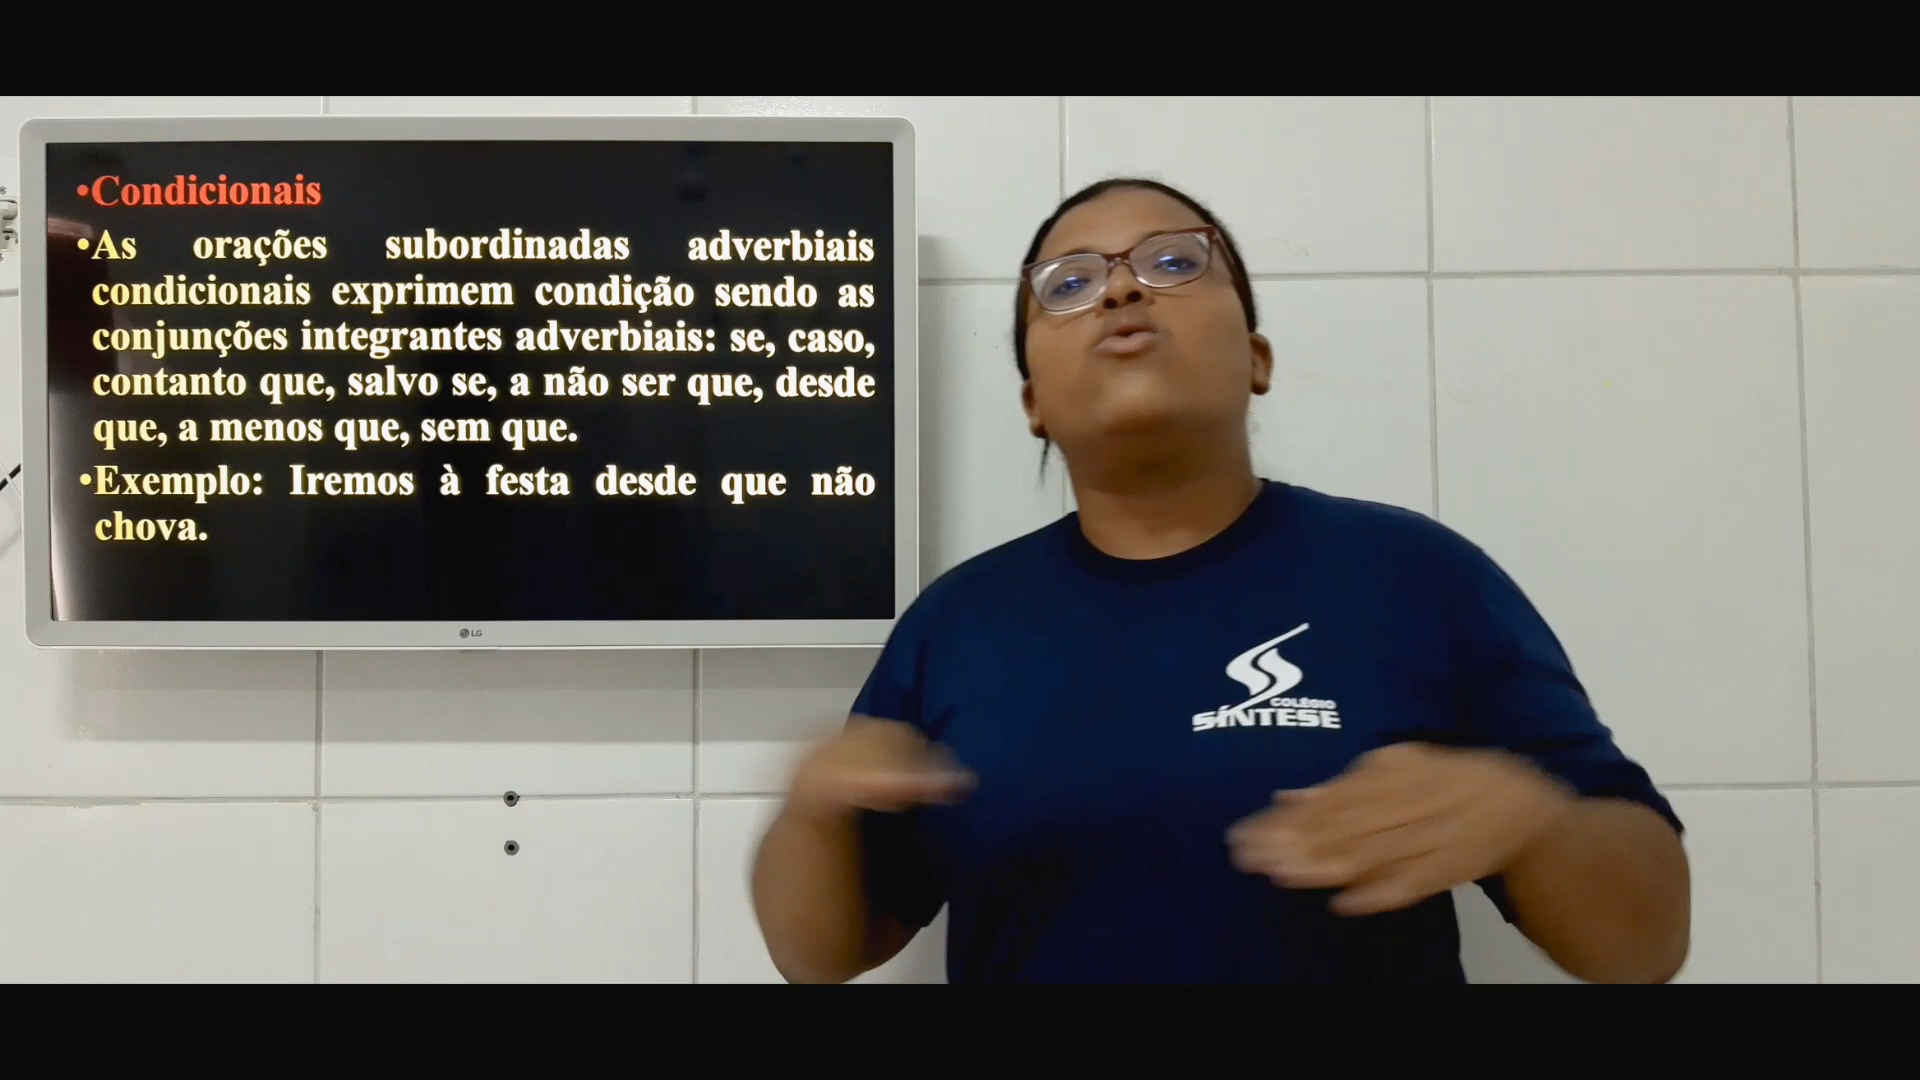 •Condicionais
•As orações subordinadas adverbiais
condicionais exprimem condição sendo as
conjunções integrantes adverbiais: se, caso,
contanto que, salvo se, a não ser que, desde
que, a menos que, sem que.
•Exemplo: Iremos à festa desde que não
chova.
LG
COLÉGIO
SÍNTESE